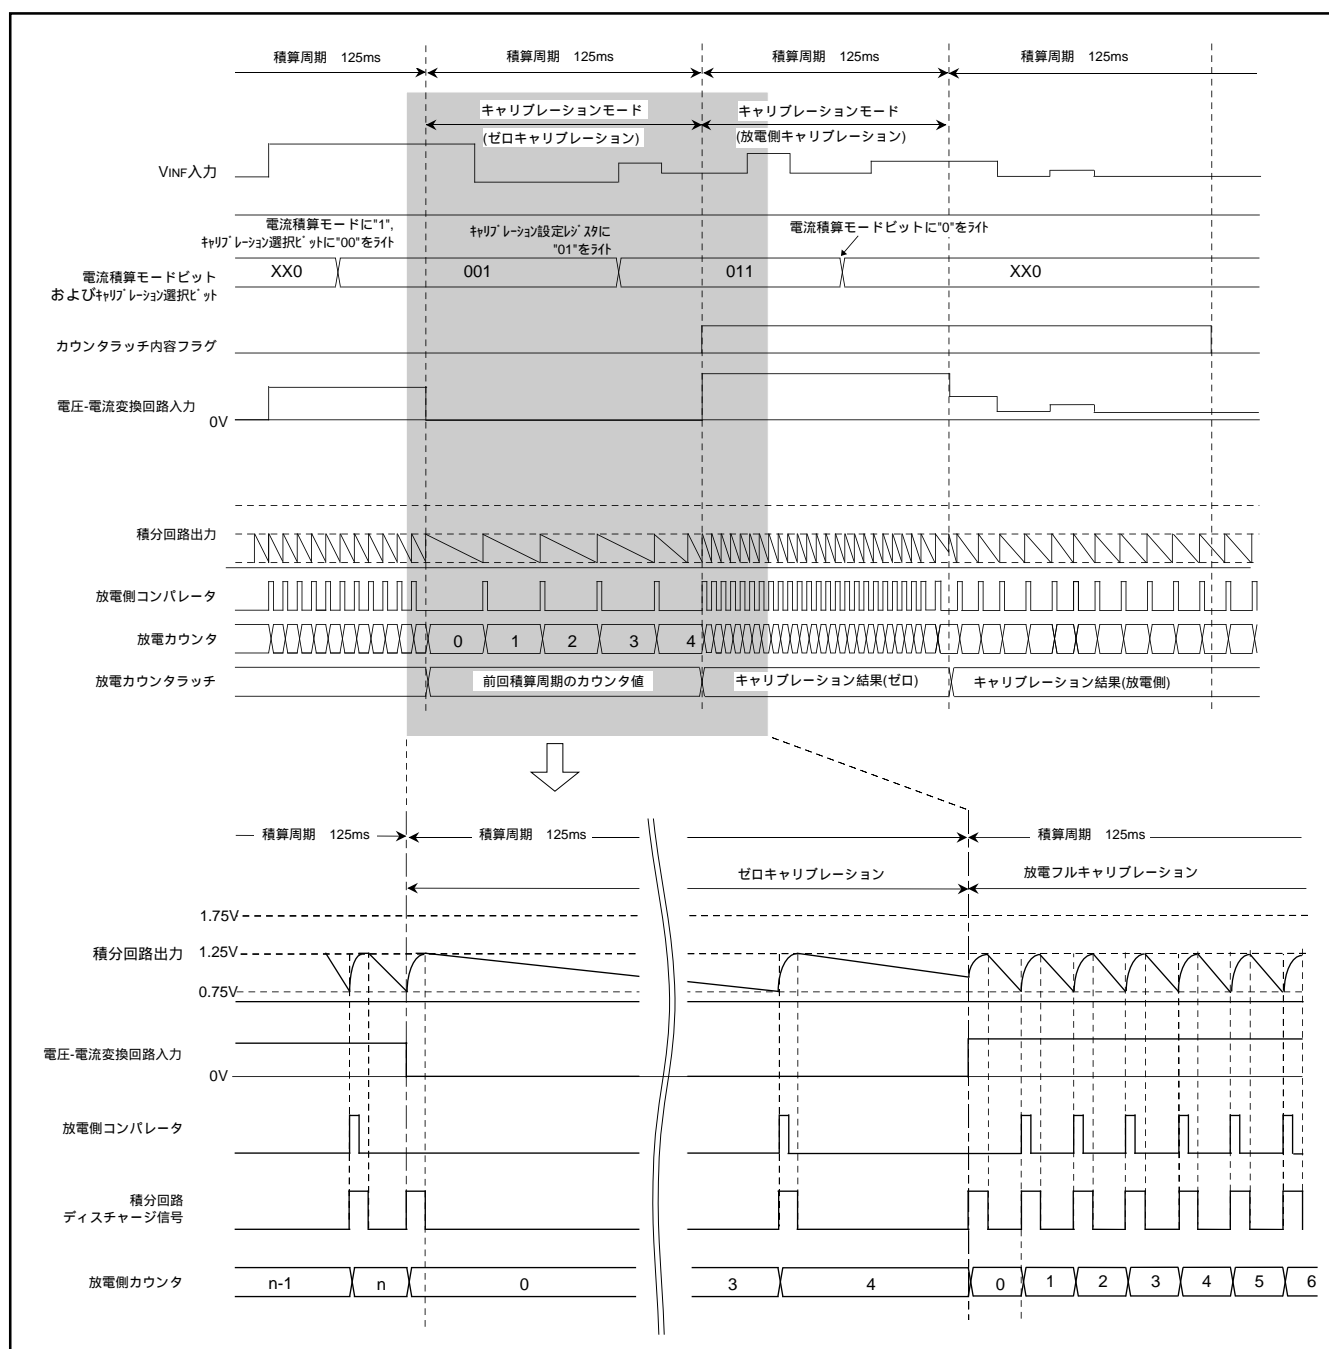 積算周期　125ms
積算周期　125ms
積算周期　125ms
積算周期　125ms
キャリブレーションモード
(ゼロキャリブレーション)
キャリブレーションモード
(放電側キャリブレーション)
VINF入力
電流積算モードに"1",
ｷｬﾘﾌﾞﾚｰｼｮﾝ選択ﾋﾞｯﾄに"00"をﾗｲﾄ
ｷｬﾘﾌﾞﾚｰｼｮﾝ設定ﾚｼﾞｽﾀに
"01"をﾗｲﾄ
電流積算モードビットに"0"をﾗｲﾄ
電流積算モードビット
およびｷｬﾘﾌﾞﾚｰｼｮﾝ選択ﾋﾞｯﾄ
XX0
001
011
XX0
カウンタラッチ内容フラグ
電圧-電流変換回路入力
0V
積分回路出力
放電側コンパレータ
放電カウンタ
0
1
2
3
4
放電カウンタラッチ
前回積算周期のカウンタ値
キャリブレーション結果(ゼロ)
キャリブレーション結果(放電側)
積算周期　125ms
積算周期　125ms
積算周期　125ms
ゼロキャリブレーション
放電フルキャリブレーション
1.75V
積分回路出力
1.25V
0.75V
電圧-電流変換回路入力
0V
放電側コンパレータ
積分回路
ディスチャージ信号
放電側カウンタ
n-1
n
0
3
4
0
1
2
3
4
5
6